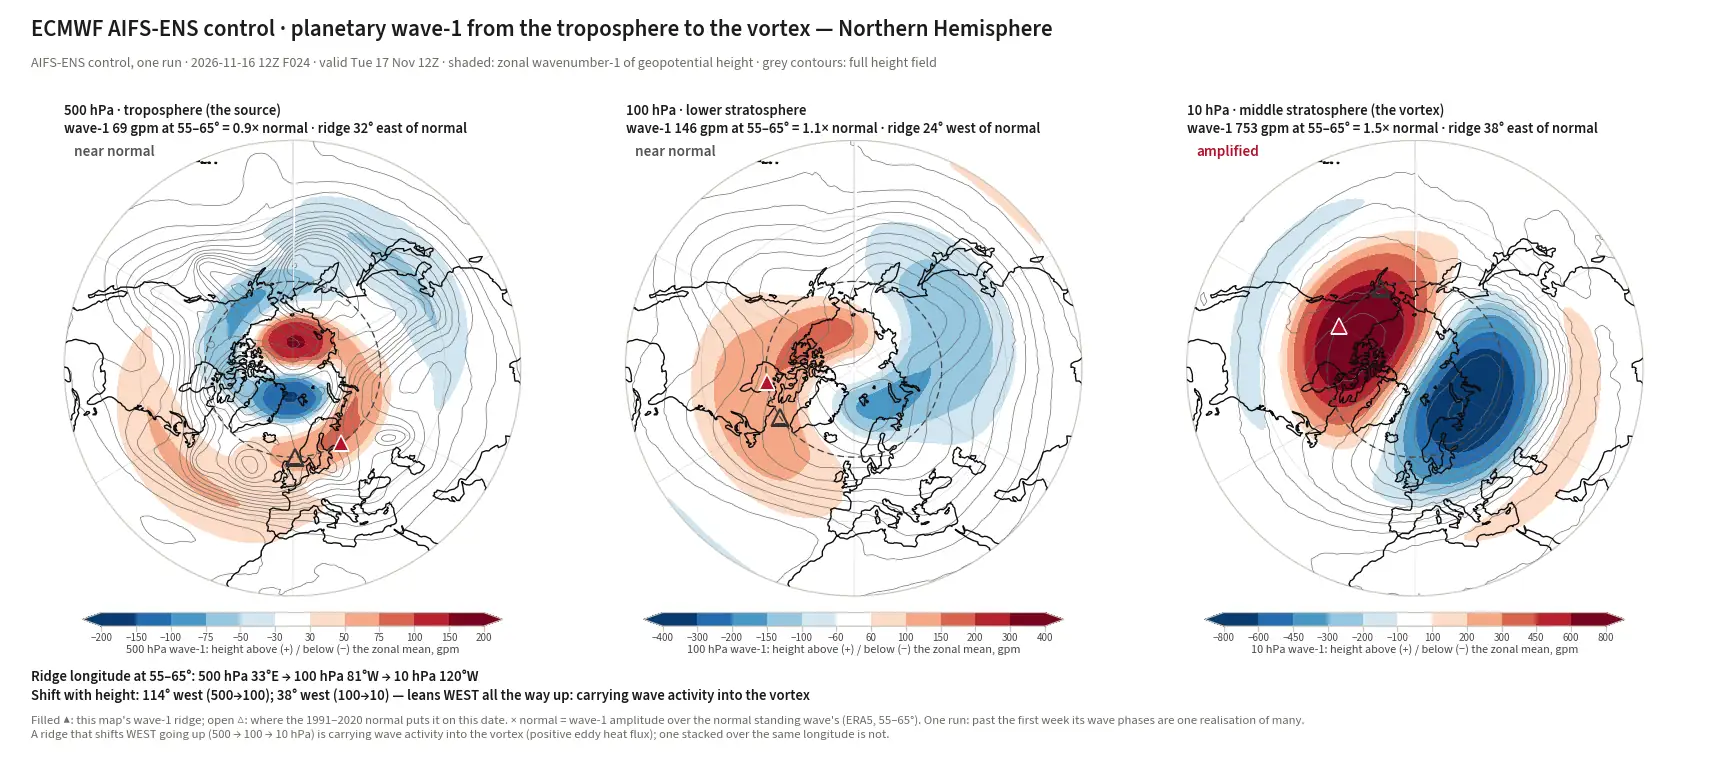 ECMWF AIFS-ENS control · planetary wave-1 from the troposphere to the vortex — Northern Hemisphere
AIFS-ENS control, one run · 2026-11-16 12Z F024 · valid Tue 17 Nov 12Z · shaded: zonal wavenumber-1 of geopotential height · grey contours: full height field
500 hPa · troposphere (the source)
wave-1 69 gpm at 55–65° = 0.9× normal · ridge 32° east of normal
near normal
100 hPa · lower stratosphere
wave-1 146 gpm at 55–65° = 1.1× normal · ridge 24° west of normal
near normal
10 hPa · middle stratosphere (the vortex)
wave-1 753 gpm at 55–65° = 1.5× normal · ridge 38° east of normal
amplified
−200 −150 −100 −75 −50 −30 30 50 75 100 150 200
500 hPa wave-1: height above (+) / below (−) the zonal mean, gpm
−400 −300 −200 −150 −100 −60 60 100 150 200 300 400
100 hPa wave-1: height above (+) / below (−) the zonal mean, gpm
−800 −600 −450 −300 −200 −100 100 200 300 450 600 800
10 hPa wave-1: height above (+) / below (−) the zonal mean, gpm
Ridge longitude at 55–65°: 500 hPa 33°E → 100 hPa 81°W → 10 hPa 120°W
Shift with height: 114° west (500→100); 38° west (100→10) — leans WEST all the way up: carrying wave activity into the vortex
Filled ▲: this map's wave-1 ridge; open △: where the 1991–2020 normal puts it on this date. × normal = wave-1 amplitude over the normal standing wave's (ERA5, 55–65°). One run: past the first week its wave phases are one realisation of many.
A ridge that shifts WEST going up (500 → 100 → 10 hPa) is carrying wave activity into the vortex (positive eddy heat flux); one stacked over the same longitude is not.